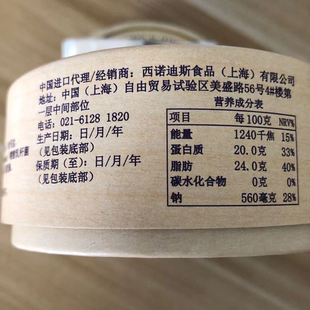 中国进口代理/经销商：西诺迪斯食品（上海）有限公司
地址：中国（上海）自由贸易试验区美盛路56号4#楼第
一层中间部位
电话：021-6128 1820
生产日期：日/月/年
（见包装底部）
保质期（至）：日/月/年
（见包装底部）
营养成分表
项目 每100克 NRV%
能量 1240千焦 15%
蛋白质 20.0克 33%
脂肪 24.0克 40%
碳水化合物 0克 0%
钠 560毫克 28%